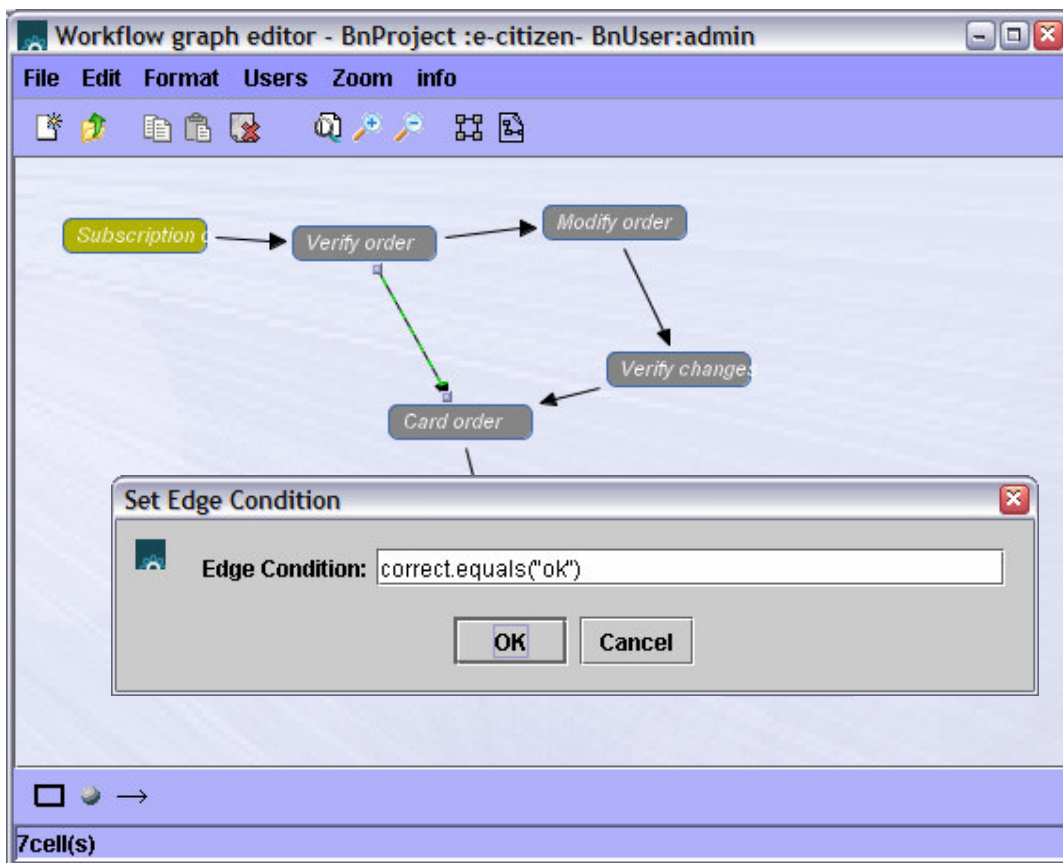 Workflow graph editor - BnProject :e-citizen- BnUser:admin
File Edit Format Users Zoom info
Subscription
Verify order
Modify order
Verify changes
Card order
Set Edge Condition
Edge Condition: correct.equals("ok")
OK Cancel
7cell(s)